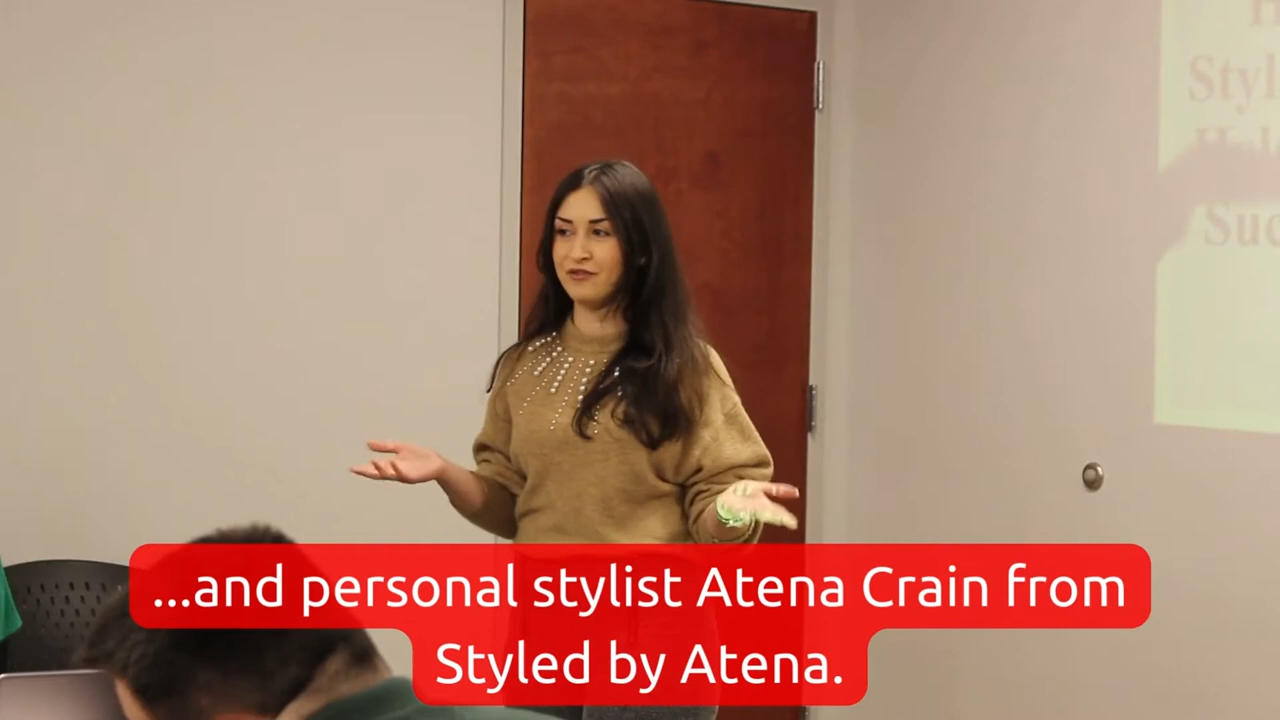 ...and personal stylist Atena Crain from
Styled by Atena.